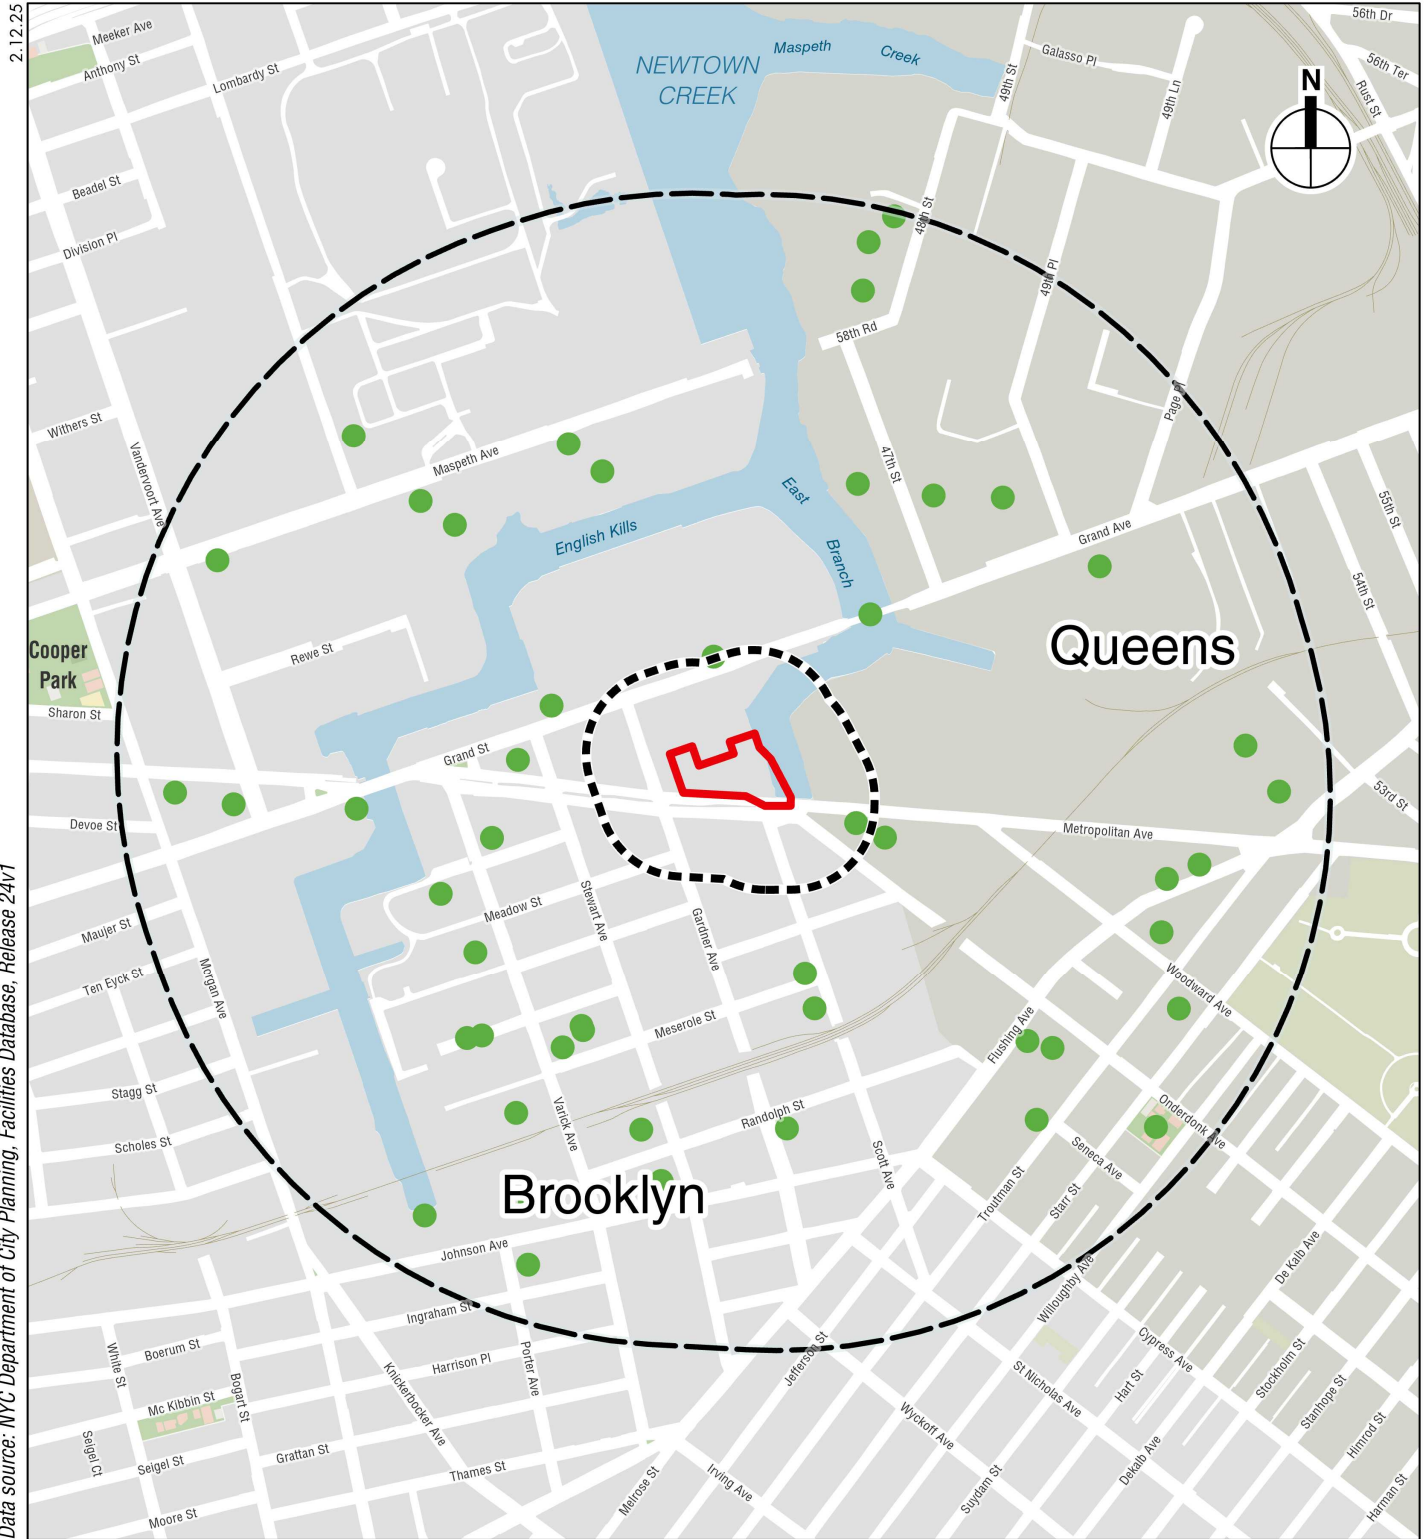 2.12.25
Data source: NYC Department of City Planning, Facilities Database, Release 24v1
Meeker Ave
Anthony St
Lombardy St
NEWTOWN
CREEK
Maspeth
Creek
49th St
Galasso Pl
49th Ln
56th Dr
56th Ter
Rust St
N
Beadel St
Division Pl
48th St
49th Pl
58th Rd
Page Pl
Withers St
Vandervoort Ave
Maspeth Ave
47th St
East
Branch
English Kills
Grand Ave
55th St
54th St
Cooper
Park
Rewe St
Queens
Sharon St
Grand St
Devoe St
Metropolitan Ave
53rd St
Maujer St
Ten Eyck St
Morgan Ave
Meadow St
Stewart Ave
Gardner Ave
Woodward Ave
Meserole St
Flushing Ave
Stagg St
Scholes St
Varick Ave
Randolph St
Scott Ave
Onderdonk Ave
Seneca Ave
Troutman St
Starr St
Brooklyn
Johnson Ave
Willoughby Ave
De Kalb Ave
Ingraham St
White St
Boerum St
Harrison Pl
Porter Ave
Jefferson St
Cypress Ave
Stockholm St
Mc Kibbin St
Bogart St
Knickerbocker Ave
St Nicholas Ave
Hart St
Stanhope St
Himrod St
Seigel Ct
Seigel St
Grattan St
Thames St
Wyckoff Ave
Dekalb Ave
Moore St
Melrose St
Irving Ave
Suydam St
Harman St